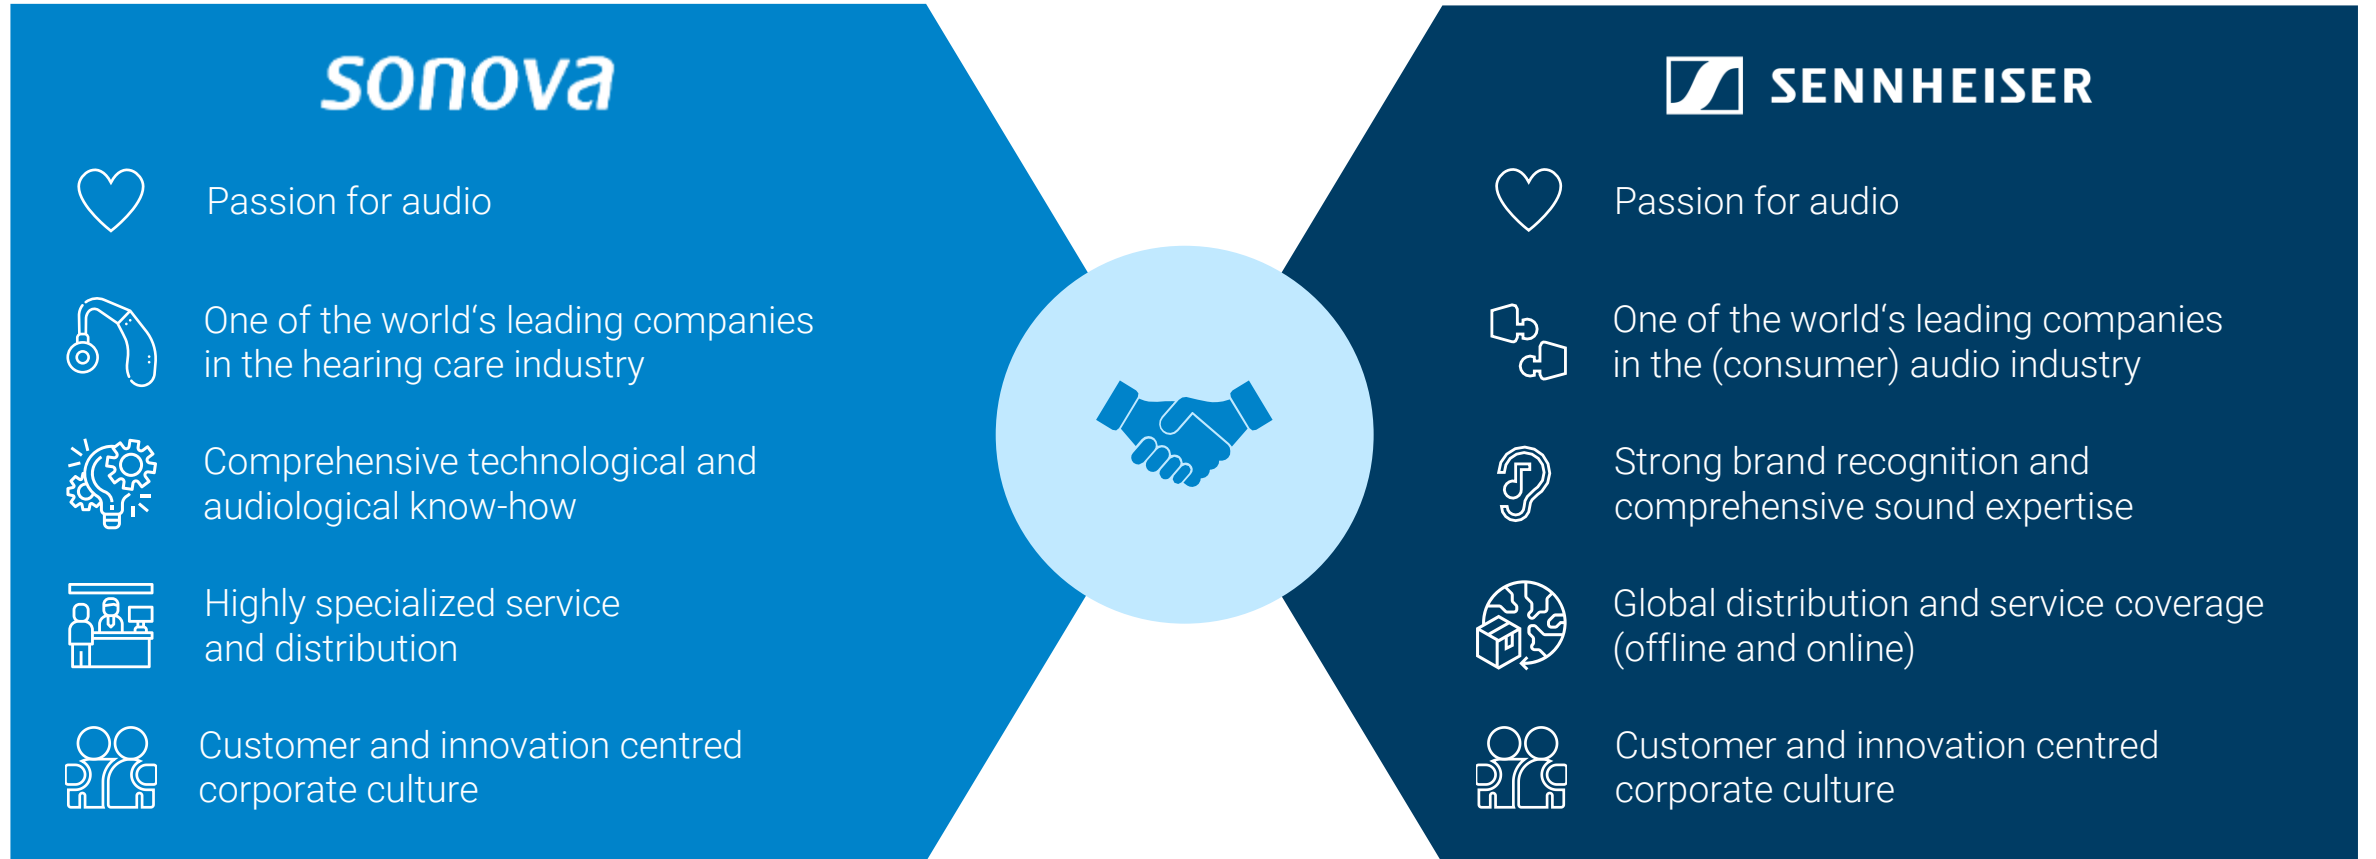 sonova
Passion for audio
One of the world‘s leading companies
in the hearing care industry
Comprehensive technological and
audiological know-how
Highly specialized service
and distribution
Customer and innovation centred
corporate culture
SENNHEISER
Passion for audio
One of the world‘s leading companies
in the (consumer) audio industry
Strong brand recognition and
comprehensive sound expertise
Global distribution and service coverage
(offline and online)
Customer and innovation centred
corporate culture